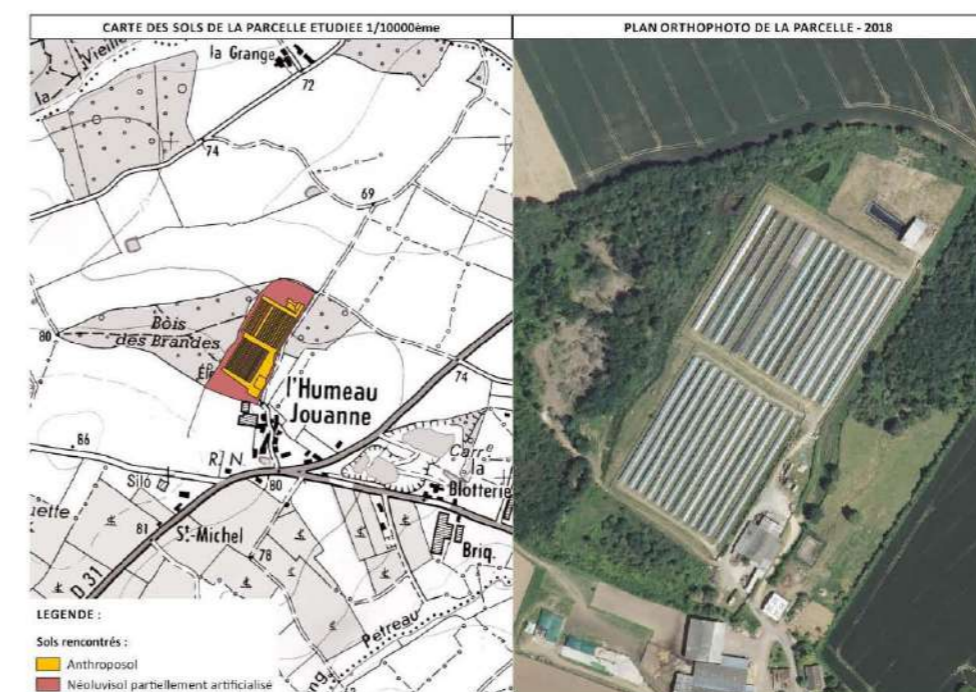 CARTE DES SOLS DE LA PARCELLE ETUDIEE 1/10000ème
PLAN ORTHOPHOTO DE LA PARCELLE - 2018
la Grange
la Vieille
72
74
69
80
Bois
des Brandes
l'Humeau
Jouanne
74
86
R. N.
Silo
80
Carre
la
Blotterie
81
St-Michel
78
Briq.
D 31
Petreau
LEGENDE :
Sols rencontrés :
Anthroposol
Néoluvisol partiellement artificialisé